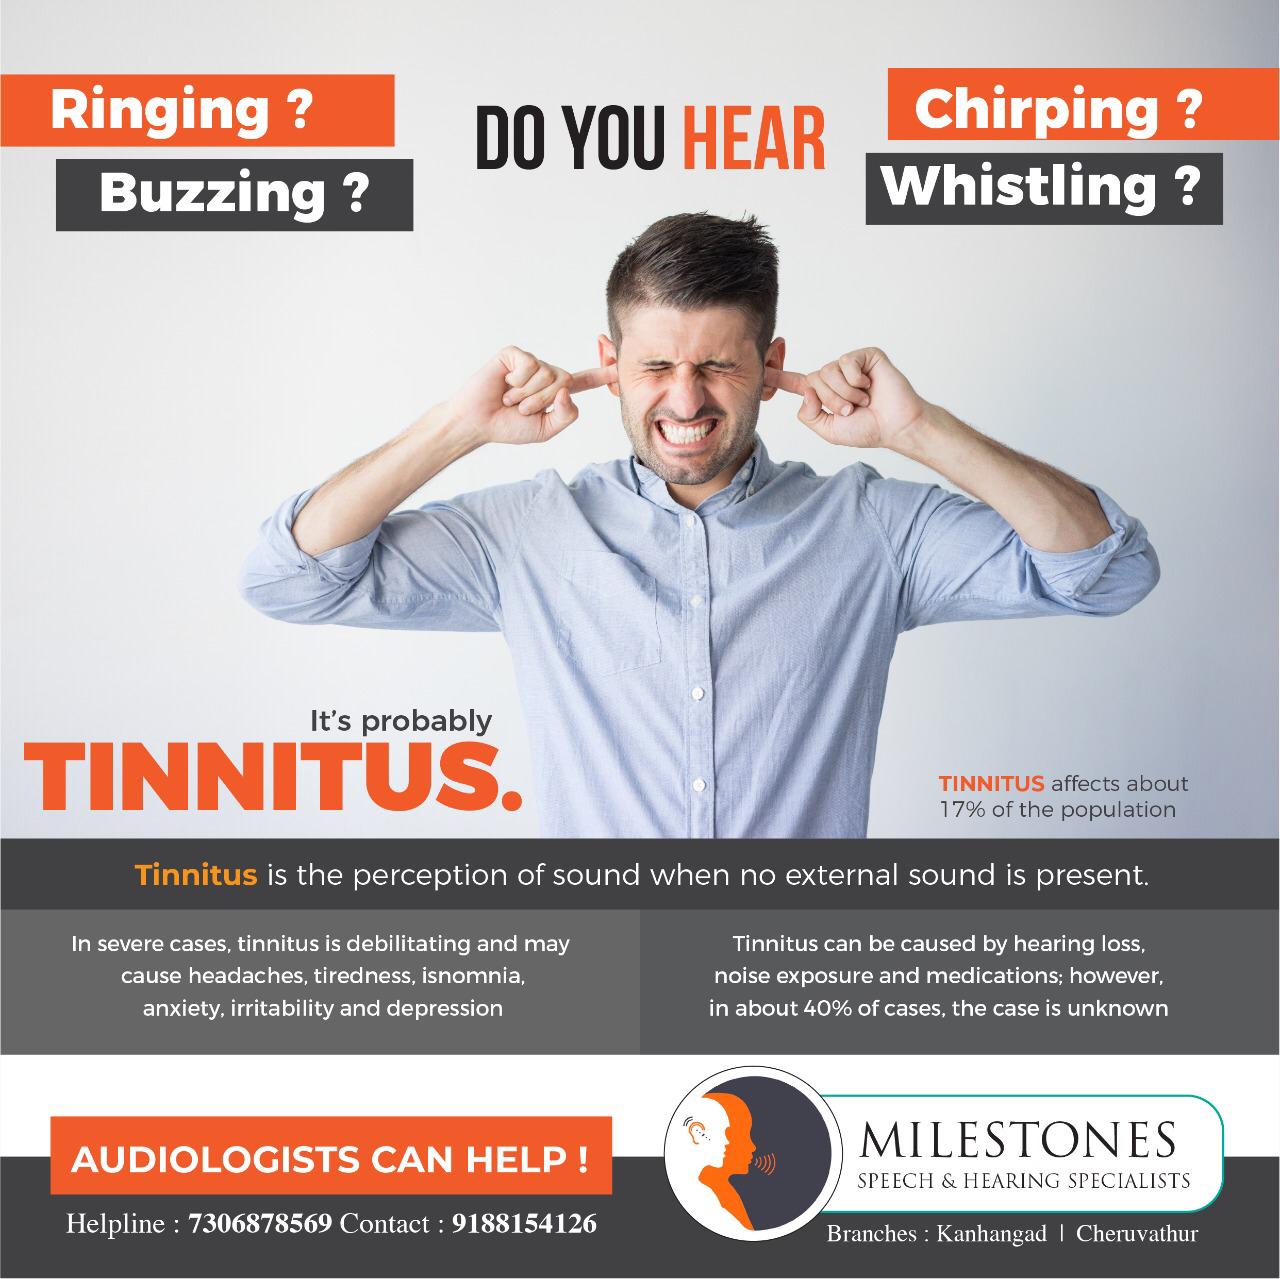 Ringing ?
Buzzing ?
DO YOU HEAR
Chirping ?
Whistling ?
It's probably
TINNITUS.
TINNITUS affects about
17% of the population
Tinnitus is the perception of sound when no external sound is present.
In severe cases, tinnitus is debilitating and may
cause headaches, tiredness, isnomnia,
anxiety, irritability and depression
Tinnitus can be caused by hearing loss,
noise exposure and medications; however,
in about 40% of cases, the case is unknown
AUDIOLOGISTS CAN HELP !
Helpline : 7306878569 Contact : 9188154126
MILESTONES
SPEECH & HEARING SPECIALISTS
Branches : Kanhangad | Cheruvathur